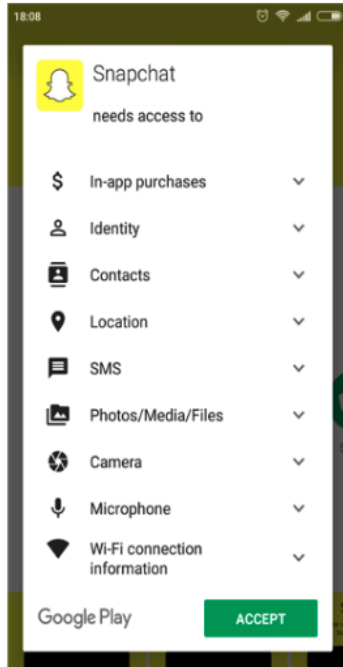 18:08
Snapchat
needs access to
In-app purchases
Identity
Contacts
Location
SMS
Photos/Media/Files
Camera
Microphone
Wi-Fi connection
information
Google Play
ACCEPT